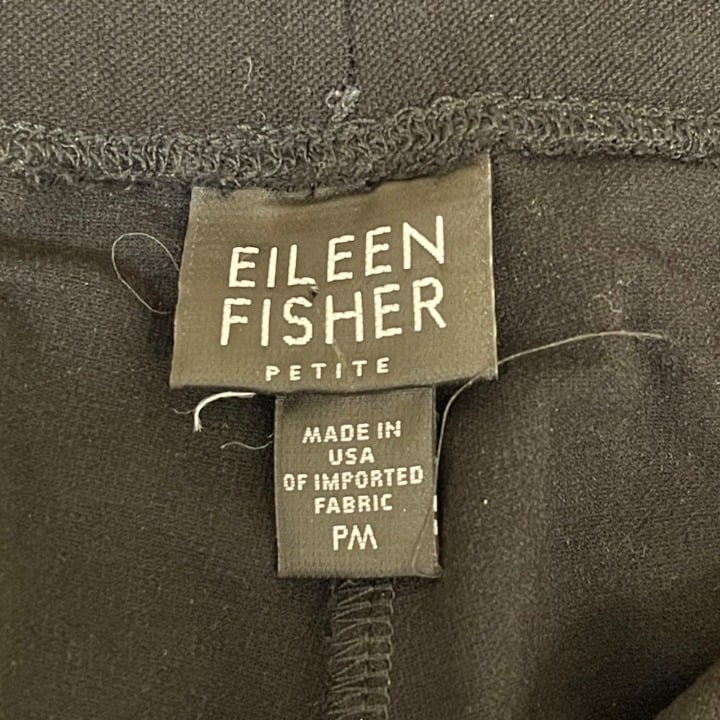 EILEEN
FISHER
PETITE
MADE IN
USA
OF IMPORTED
FABRIC
PM